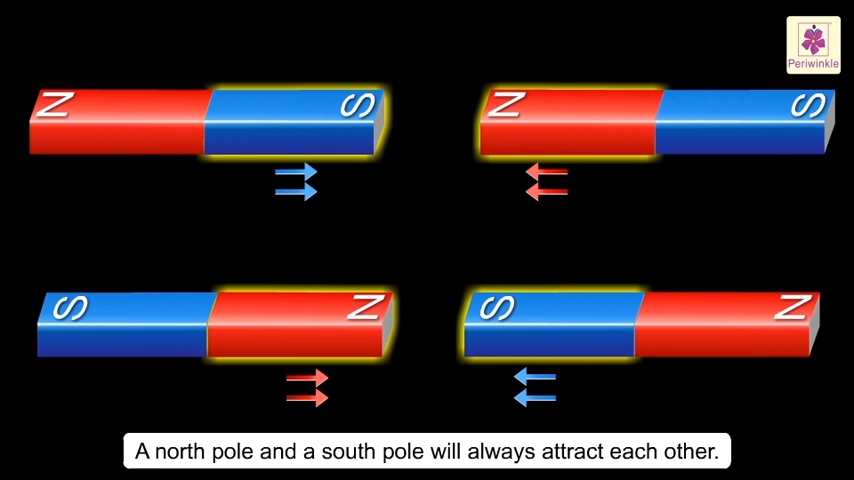 Periwinkle
N S N S
S N S N
A north pole and a south pole will always attract each other.